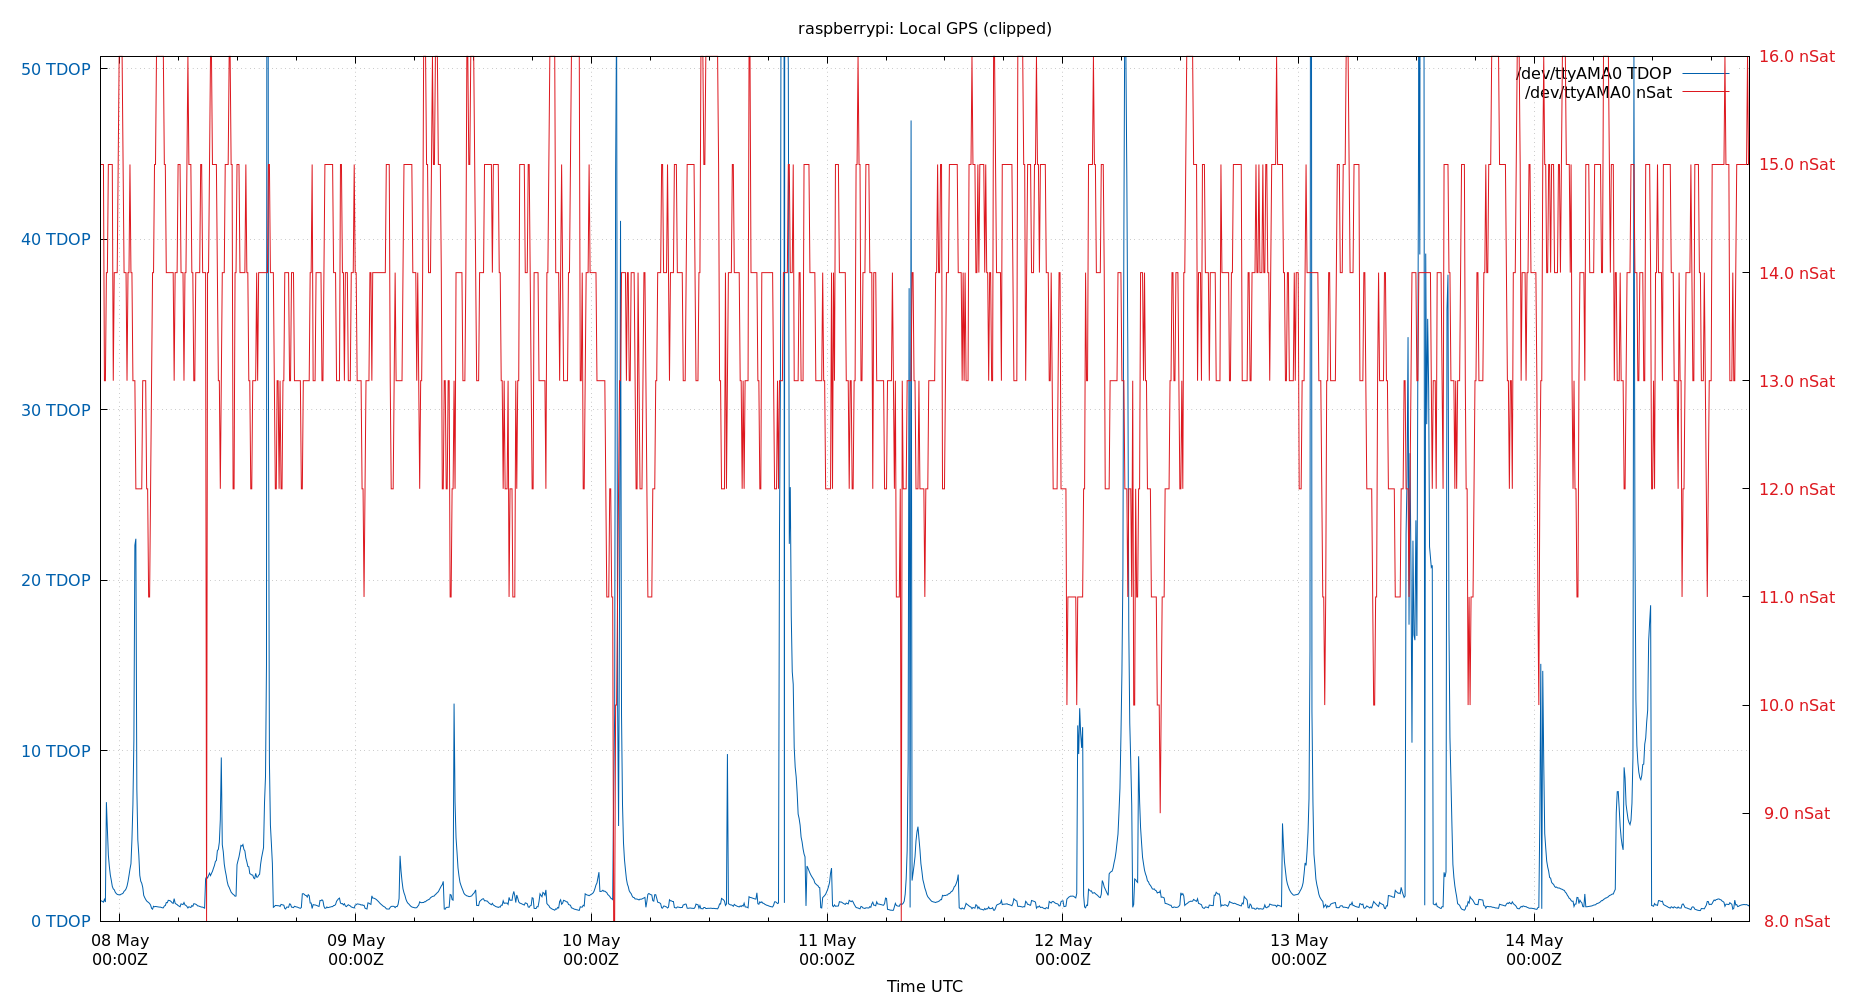 raspberrypi: Local GPS (clipped)
50 TDOP
40 TDOP
30 TDOP
20 TDOP
10 TDOP
0 TDOP
16.0 nSat
15.0 nSat
14.0 nSat
13.0 nSat
12.0 nSat
11.0 nSat
10.0 nSat
9.0 nSat
8.0 nSat
/dev/ttyAMA0 TDOP
/dev/ttyAMA0 nSat
08 May 09 May 10 May 11 May 12 May 13 May 14 May
00:00Z 00:00Z 00:00Z 00:00Z 00:00Z 00:00Z 00:00Z
Time UTC